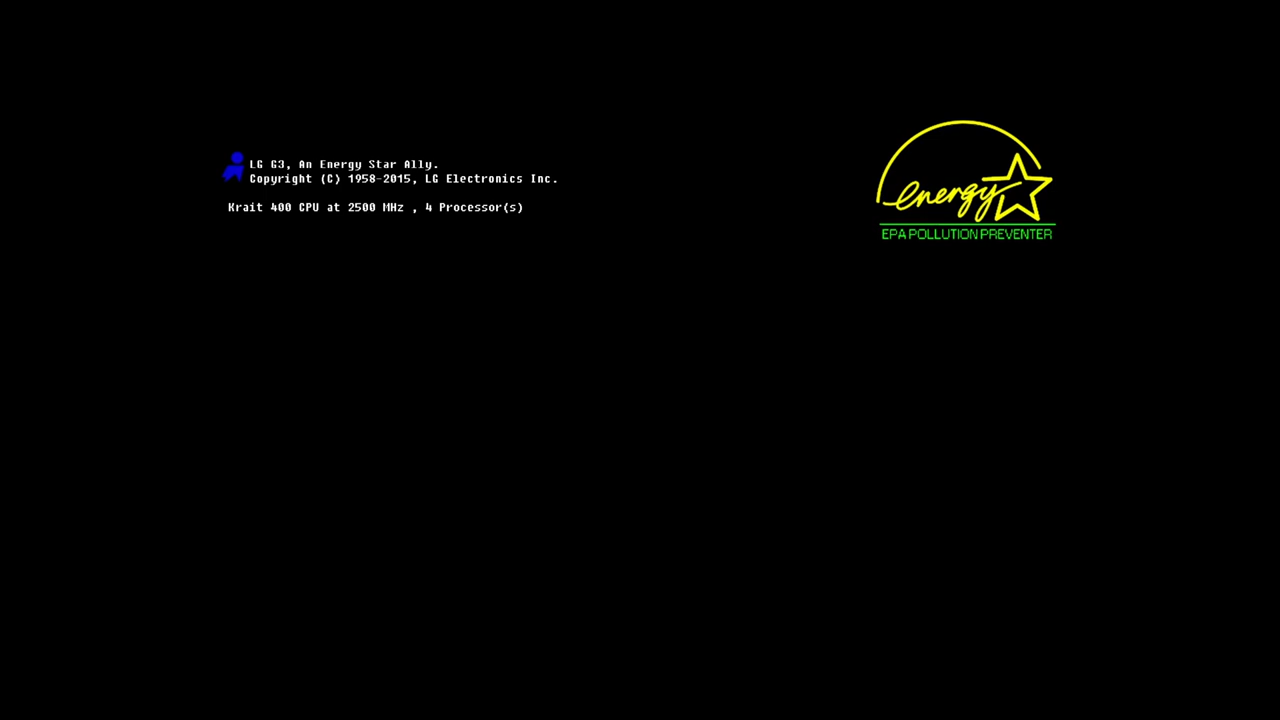 LG G3, An Energy Star Ally.
Copyright (C) 1958-2015, LG Electronics Inc.
Krait 400 CPU at 2500 MHz , 4 Processor(s)
energy
EPA POLLUTION PREVENTER